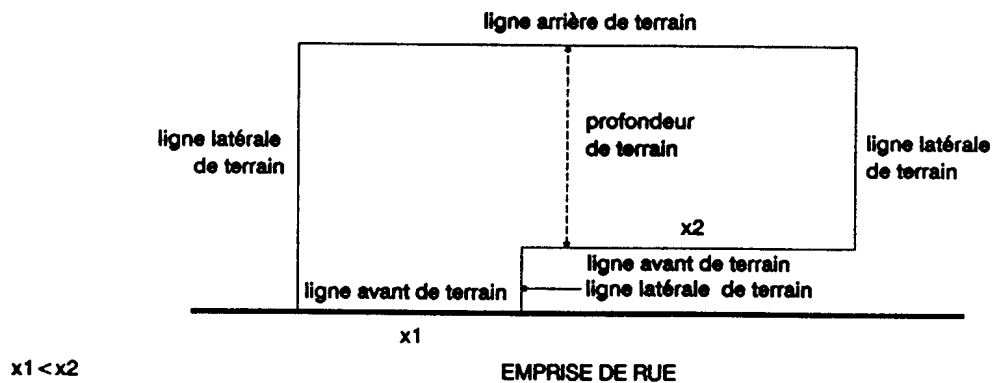 ligne arrière de terrain
ligne latérale
de terrain
profondeur
de terrain
ligne latérale
de terrain
x2
ligne avant de terrain
ligne avant de terrain
ligne latérale de terrain
x1
x1<x2
EMPRISE DE RUE